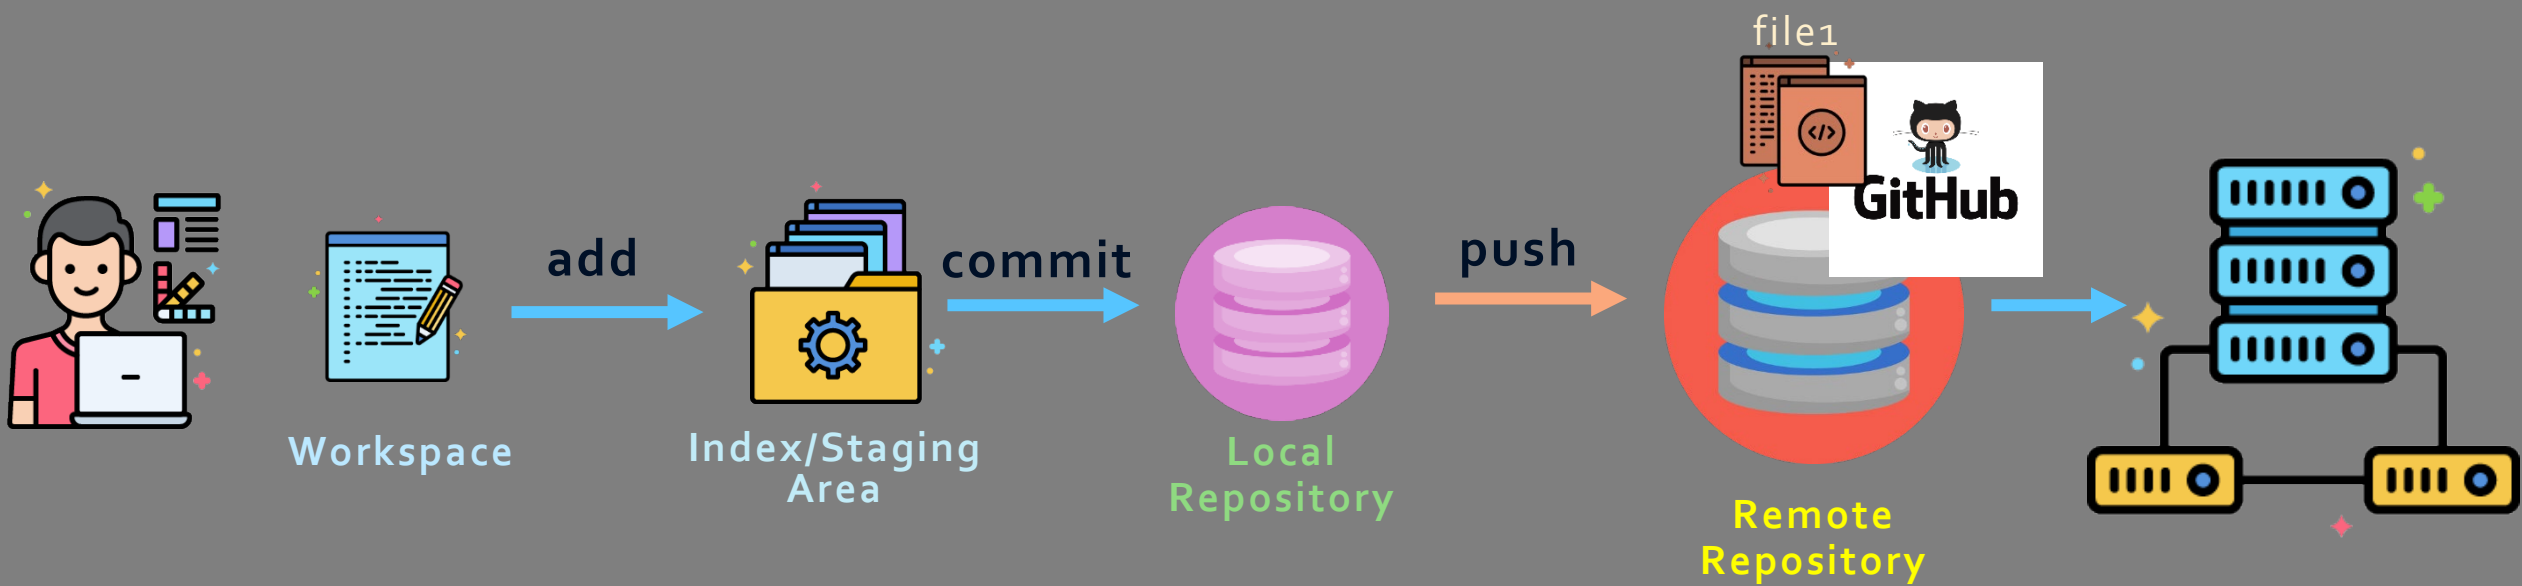 file1
GitHub
add
commit
push
Workspace
Index/Staging
Area
Local
Repository
Remote
Repository